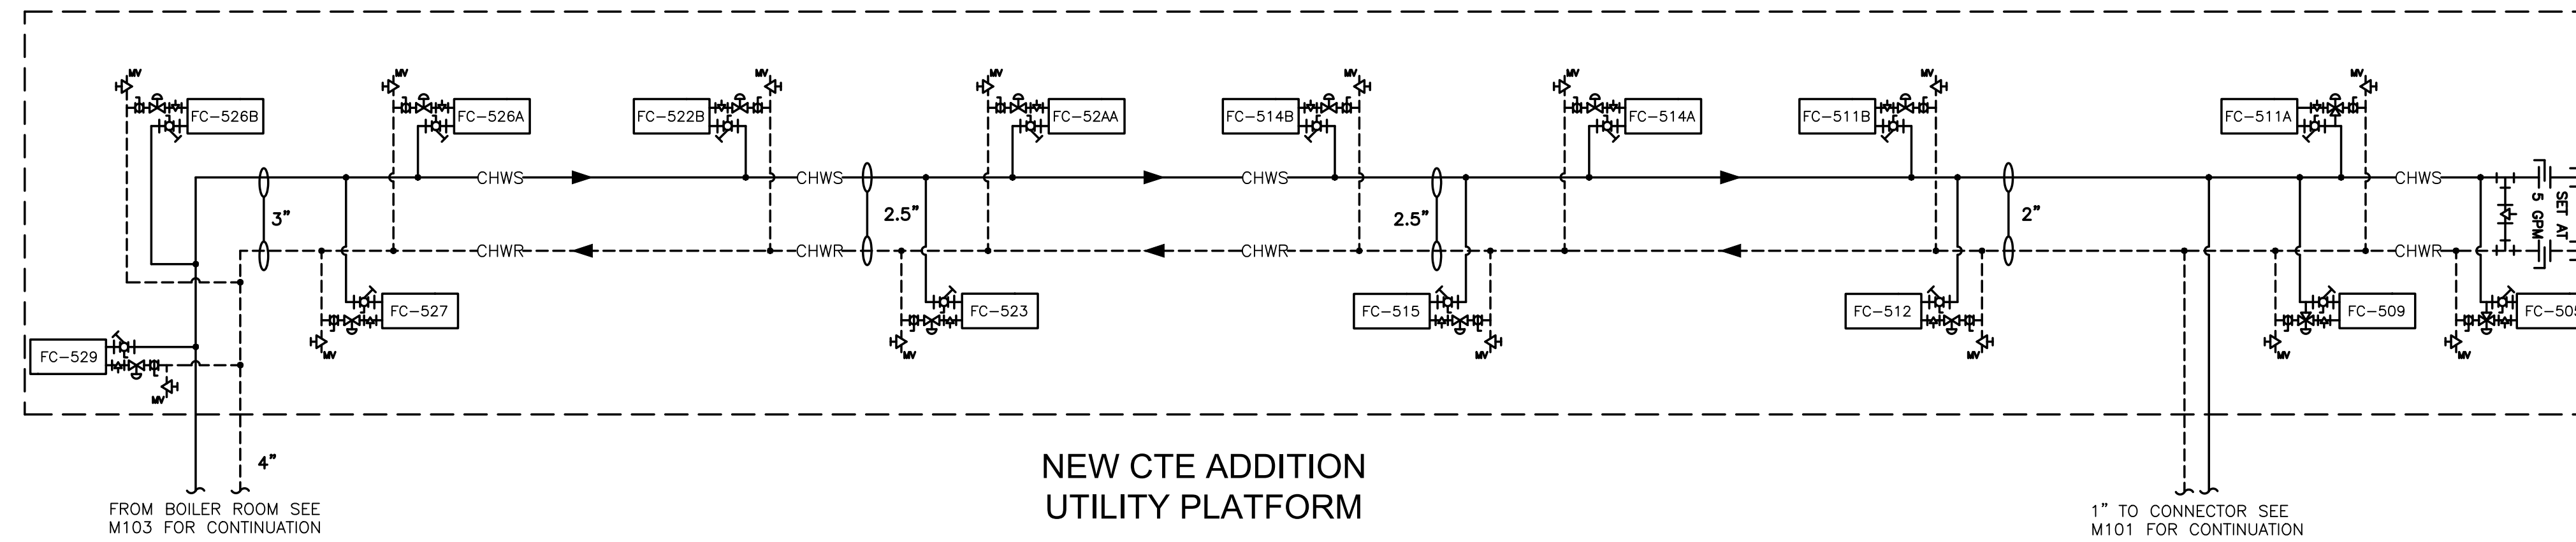 MV
MV
MV
MV
MV
MV
MV
MV
FC-526B
FC-526A
FC-522B
FC-52AA
FC-514B
FC-514A
FC-511B
FC-511A
CHWS
CHWS
CHWS
CHWS
3"
2.5"
2.5"
2"
SET AT
5 GPM
CHWR
CHWR
CHWR
CHWR
FC-527
FC-523
FC-515
FC-512
FC-509
FC-505
MV
MV
MV
MV
MV
MV
FC-529
MV
4"
NEW CTE ADDITION
UTILITY PLATFORM
FROM BOILER ROOM SEE
M103 FOR CONTINUATION
1" TO CONNECTOR SEE
M101 FOR CONTINUATION